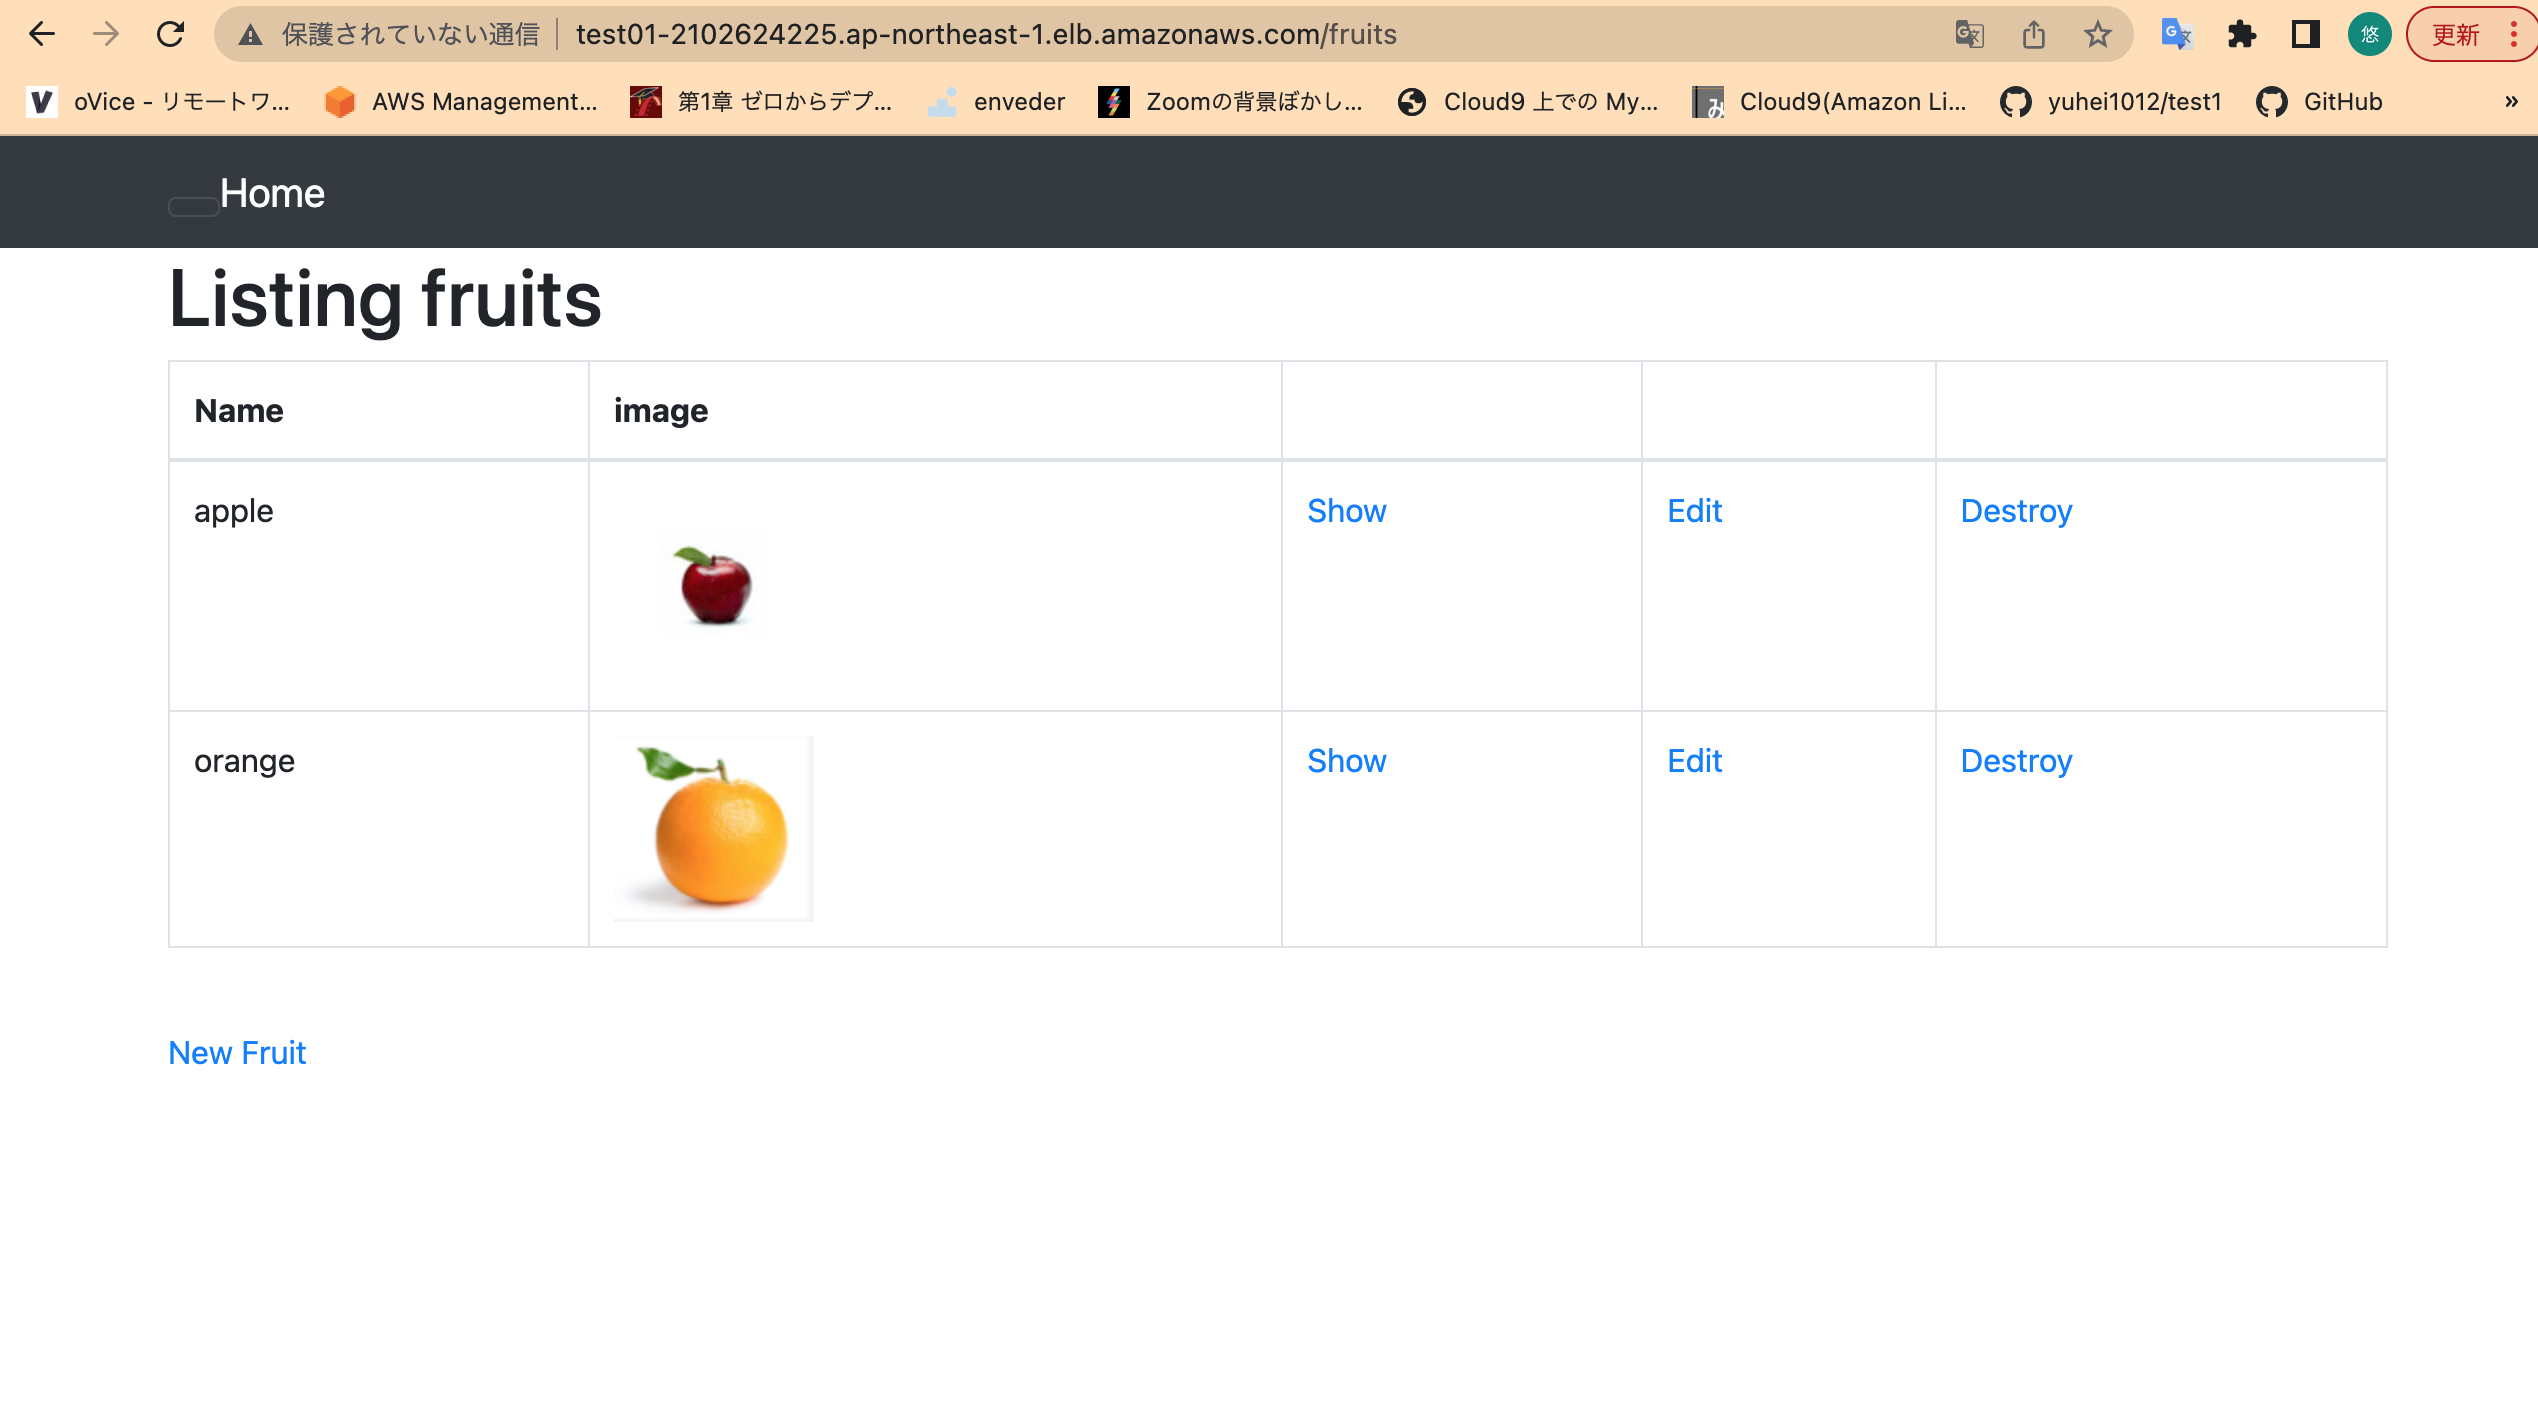 保護されていない通信 test01-2102624225.ap-northeast-1.elb.amazonaws.com/fruits 悠 更新
oVice - リモートワ... AWS Management... 第1章 ゼロからデプ... enveder Zoomの背景ぼかし... Cloud9 上での My... Cloud9(Amazon Li... yuhei1012/test1 GitHub »
Home
Listing fruits
Name image
apple Show Edit Destroy
orange Show Edit Destroy
New Fruit